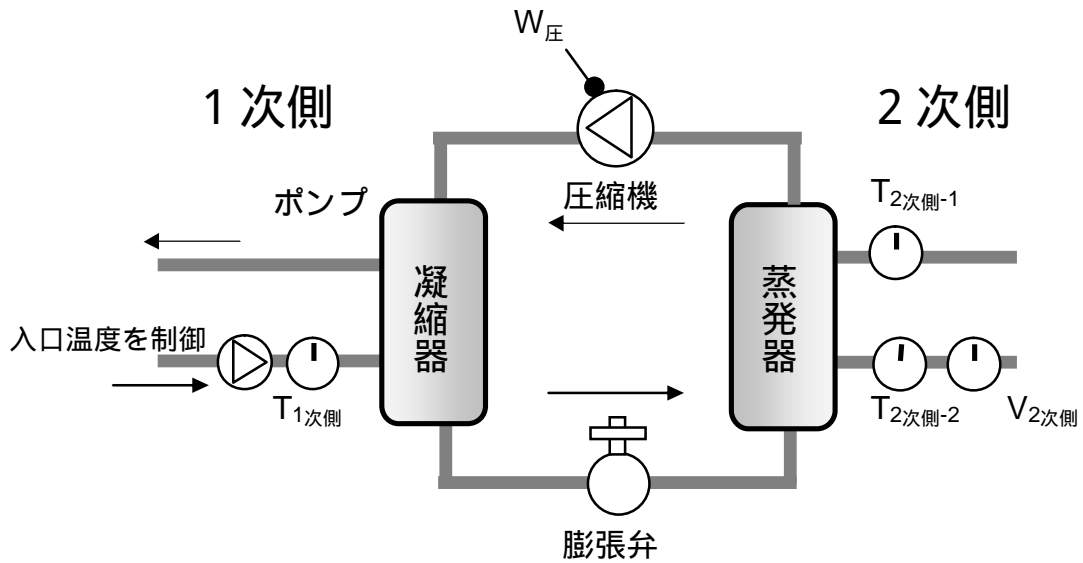 W圧
1 次側
2 次側
ポンプ
圧縮機
T2次側-1
凝縮器
蒸発器
入口温度を制御
T1次側
T2次側-2
V2次側
膨張弁